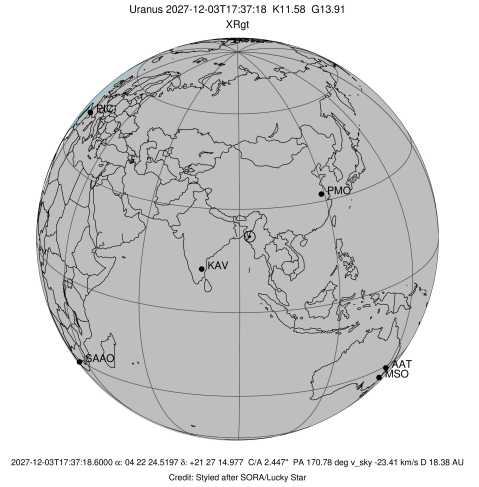 Uranus 2027-12-03T17:37:18 K11.58 G13.91
XRgt
PIC
PMO
KAV
SAAO
AAT
MSO
2027-12-03T17:37:18.6000 α: 04 22 24.5197 δ: +21 27 14.977 C/A 2.447" PA 170.78 deg v_sky -23.41 km/s D 18.38 AU
Credit: Styled after SORA/Lucky Star